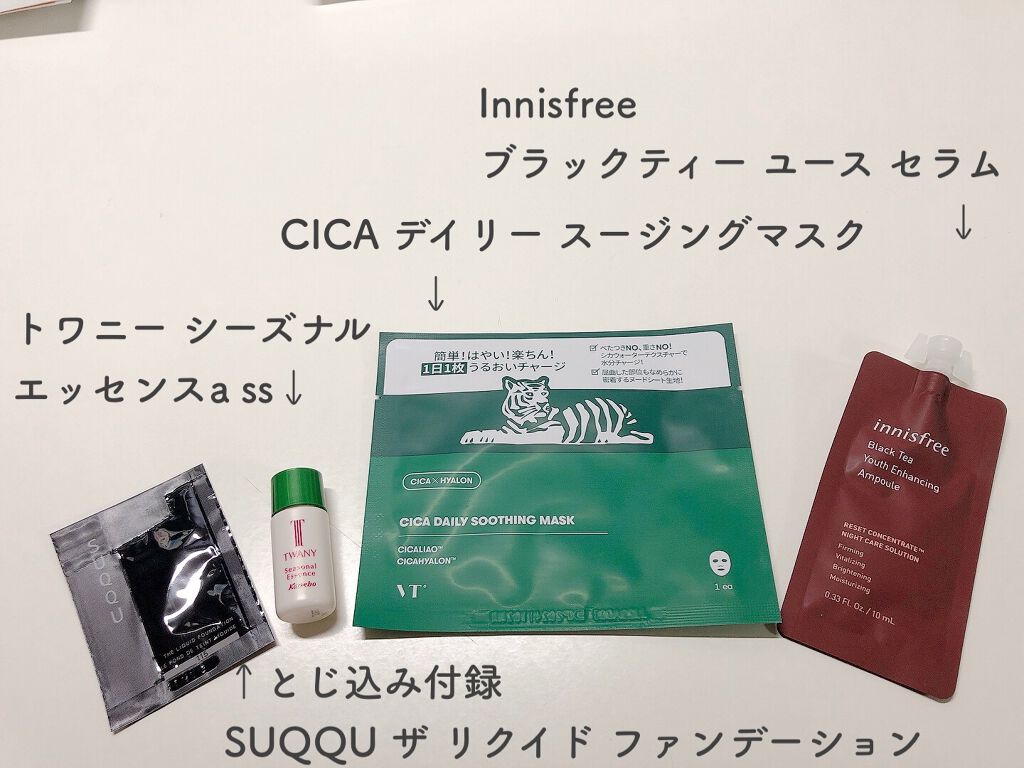 Innisfree
ブラックティー ユース セラム
↓
CICA デイリー スージングマスク
↓
トワニー シーズナル
エッセンスa ss↓
簡単!はやい!楽ちん!
1日1枚うるおいチャージ
べたつきNO、重さNO!
シカウォーターテクスチャーで
水分チャージ!
屈曲した部位もなめらかに
密着するヌードシート生地!
CICA×HYALON
CICA DAILY SOOTHING MASK
CICALIAO™
CICAHYALON™
VT
1 ea
innisfree
Black Tea
Youth Enhancing
Ampoule
RESET CONCENTRATE™
NIGHT CARE SOLUTION
Firming
Vitalizing
Brightening
Moisturizing
0.33 Fl. Oz. / 10 mL
TWANY
Seasonal
Essence
Kanebo
SUQQU
THE LIQUID FOUNDATION
LE FOND DE TEINT LIQUIDE
↑とじ込み付録
SUQQU ザ リクイド ファンデーション